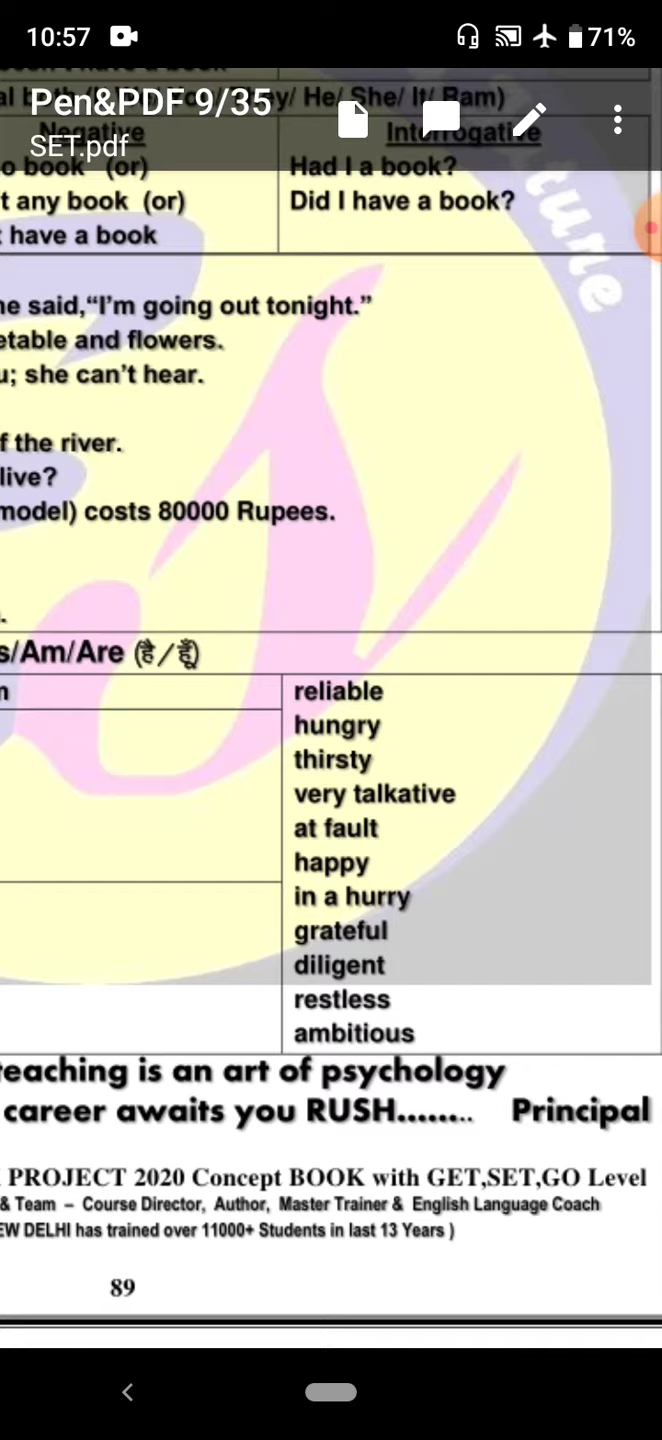 10:57 71%
Pen&PDF 9/35
SET.pdf
He/ She/ It/ Ram)
Negative Interrogative
o book (or) Had I a book?
t any book (or) Did I have a book?
have a book
ne said,“I’m going out tonight.”
etable and flowers.
u; she can’t hear.
f the river.
live?
model) costs 80000 Rupees.
s/Am/Are (है/हूँ)
reliable
hungry
thirsty
very talkative
at fault
happy
in a hurry
grateful
diligent
restless
ambitious
teaching is an art of psychology
career awaits you RUSH........ Principal
PROJECT 2020 Concept BOOK with GET,SET,GO Level
& Team – Course Director, Author, Master Trainer & English Language Coach
EW DELHI has trained over 11000+ Students in last 13 Years )
89